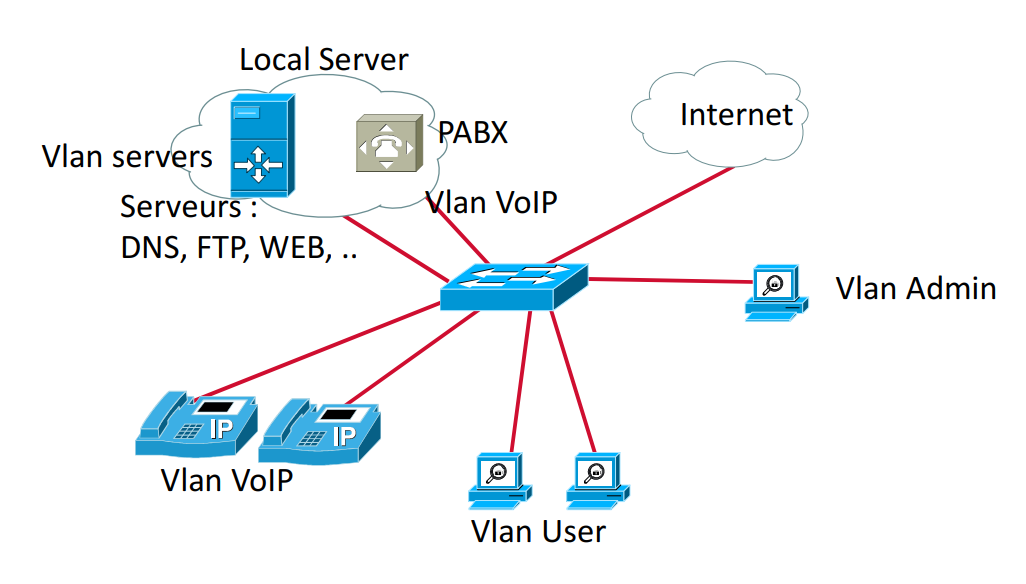 Local Server
Internet
PABX
Vlan servers
Vlan VoIP
Serveurs :
DNS, FTP, WEB, ..
Vlan Admin
IP
IP
Vlan VoIP
Vlan User